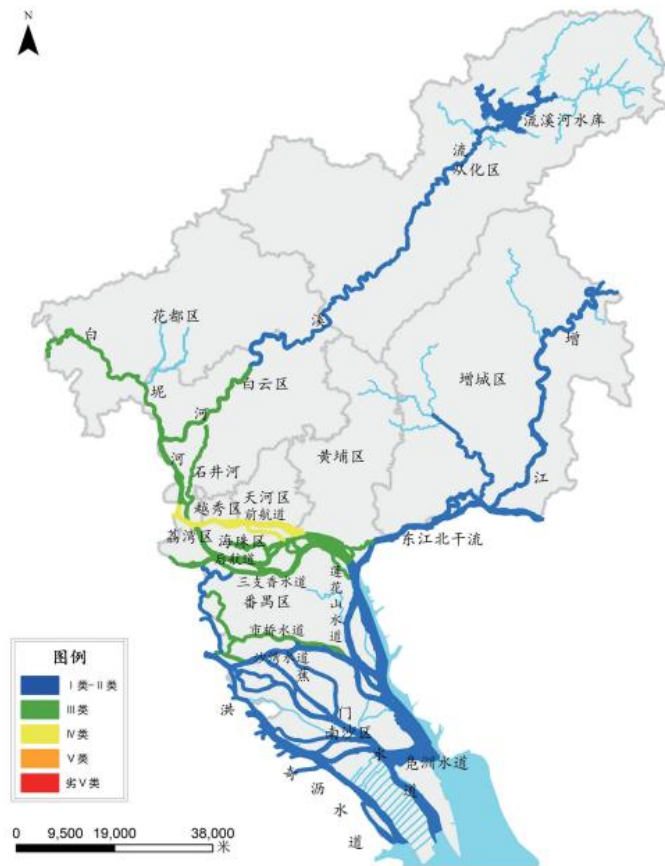 N
流溪河水库
流
从化区
溪
增
白
花都区
白云区
增城区
坭
河
河
石井河
黄埔区
江
天河区
越秀区
前航道
荔湾区
海珠区
后航道
东江北干流
三支香水道
莲花山水道
番禺区
市桥水道
沙湾水道
蕉
门
水
道
洪
奇
沥
水
道
南沙区
凫洲水道
图例
Ⅰ类-Ⅱ类
Ⅲ类
Ⅳ类
Ⅴ类
劣Ⅴ类
0 9,500 19,000 38,000
米